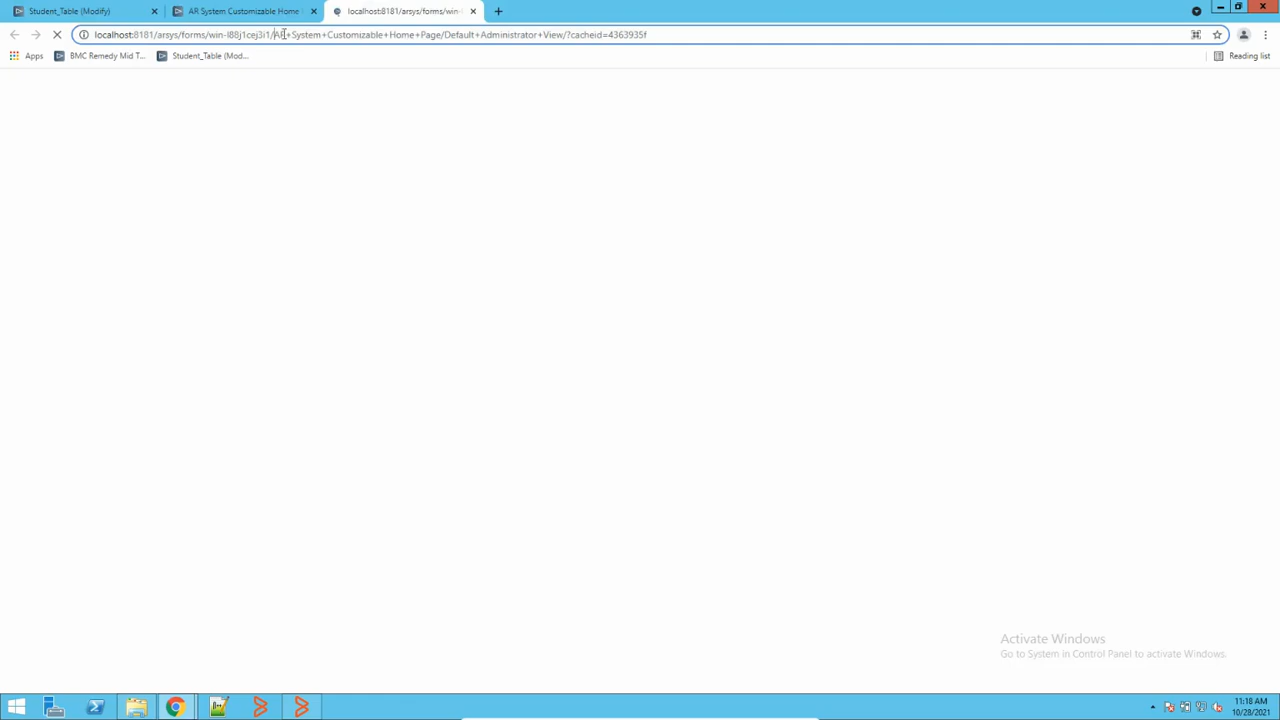 Student_Table (Modify)
AR System Customizable Home
localhost:8181/arsys/forms/win-
localhost:8181/arsys/forms/win-l88j1cej3i1/AR+System+Customizable+Home+Page/Default+Administrator+View/?cacheid=4363935f
Apps
BMC Remedy Mid T...
Student_Table (Mod...
Reading list
Activate Windows
Go to System in Control Panel to activate Windows.
11:18 AM
10/28/2021